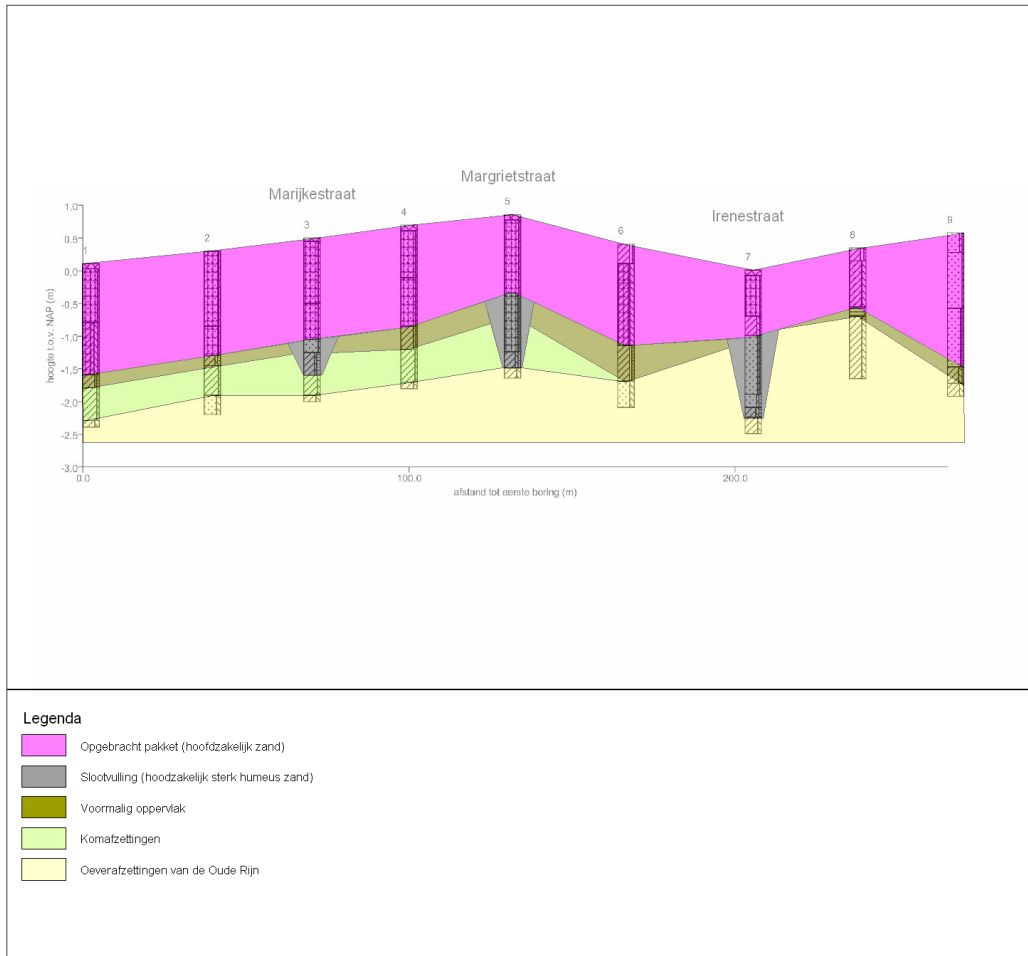 Margrietstraat
Marijkestraat
Irenestraat
1 2 3 4 5 6 7 8 9
hoogte t.o.v. NAP (m)
1,0
0,5
0,0
-0,5
-1,0
-1,5
-2,0
-2,5
-3,0
0.0 100.0 200.0
afstand tot eerste boring (m)
Legenda
Opgebracht pakket (hoofdzakelijk zand)
Slootvulling (hoodzakelijk sterk humeus zand)
Voormalig oppervlak
Komafzettingen
Oeverafzettingen van de Oude Rijn